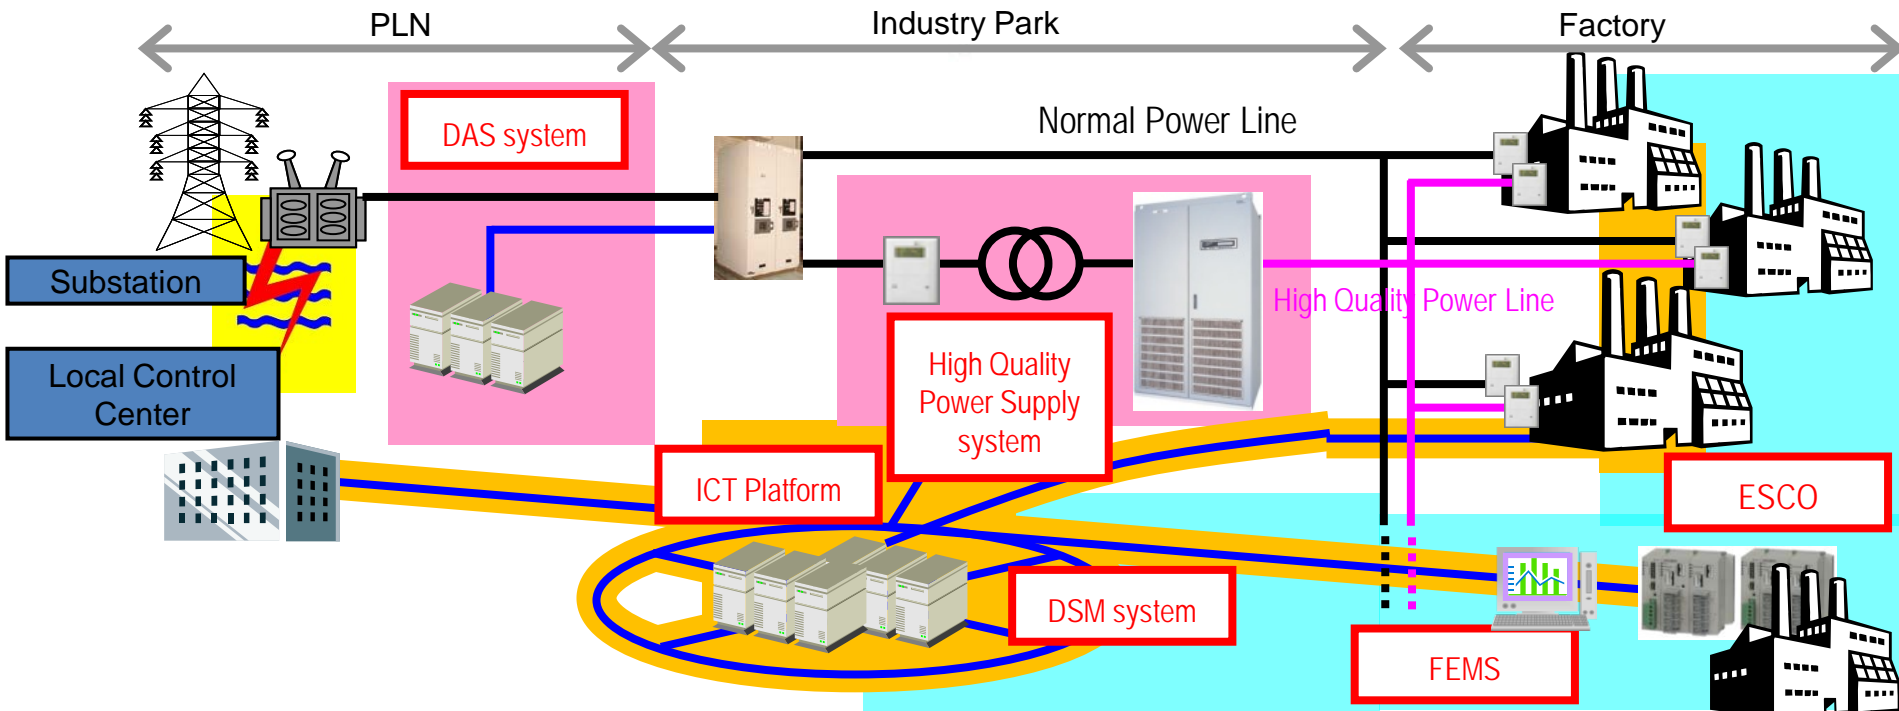 PLN
Industry Park
Factory
DAS system
Normal Power Line
Substation
High Quality Power Line
Local Control
Center
High Quality
Power Supply
system
ICT Platform
ESCO
DSM system
FEMS